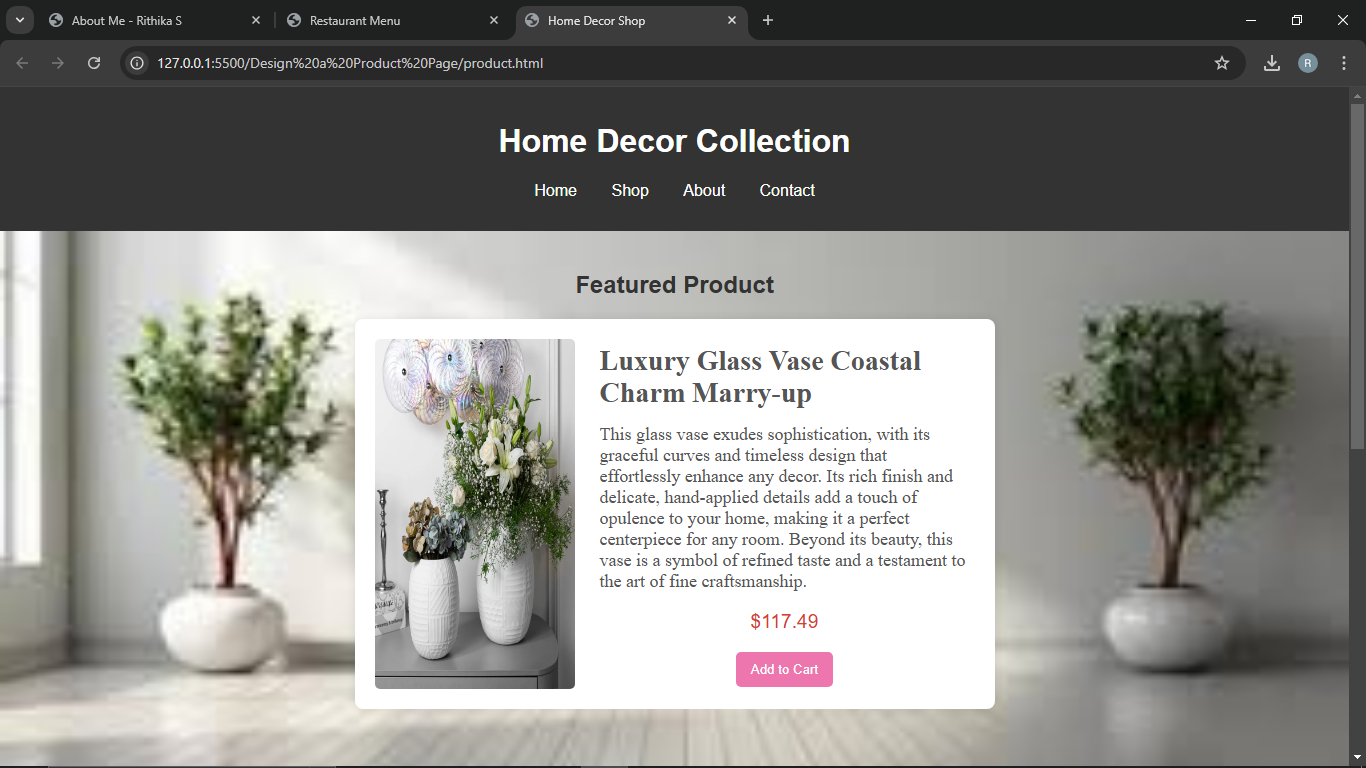 About Me - Rithika S
Restaurant Menu
Home Decor Shop
127.0.0.1:5500/Design%20a%20Product%20Page/product.html
R
Home Decor Collection
Home Shop About Contact
Featured Product
Luxury Glass Vase Coastal
Charm Marry-up
This glass vase exudes sophistication, with its
graceful curves and timeless design that
effortlessly enhance any decor. Its rich finish and
delicate, hand-applied details add a touch of
opulence to your home, making it a perfect
centerpiece for any room. Beyond its beauty, this
vase is a symbol of refined taste and a testament to
the art of fine craftsmanship.
$117.49
Add to Cart